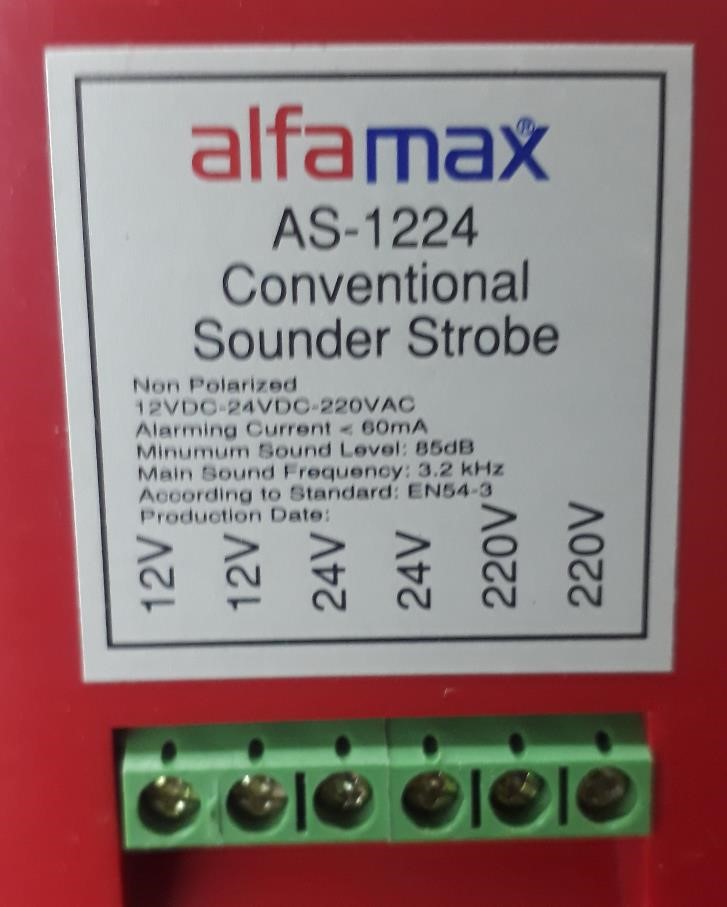 alfamax®
AS-1224
Conventional
Sounder Strobe
Non Polarized
12VDC-24VDC-220VAC
Alarming Current < 60mA
Minumum Sound Level: 85dB
Main Sound Frequency: 3.2 kHz
According to Standard: EN54-3
Production Date:
12V 12V 24V 24V 220V 220V